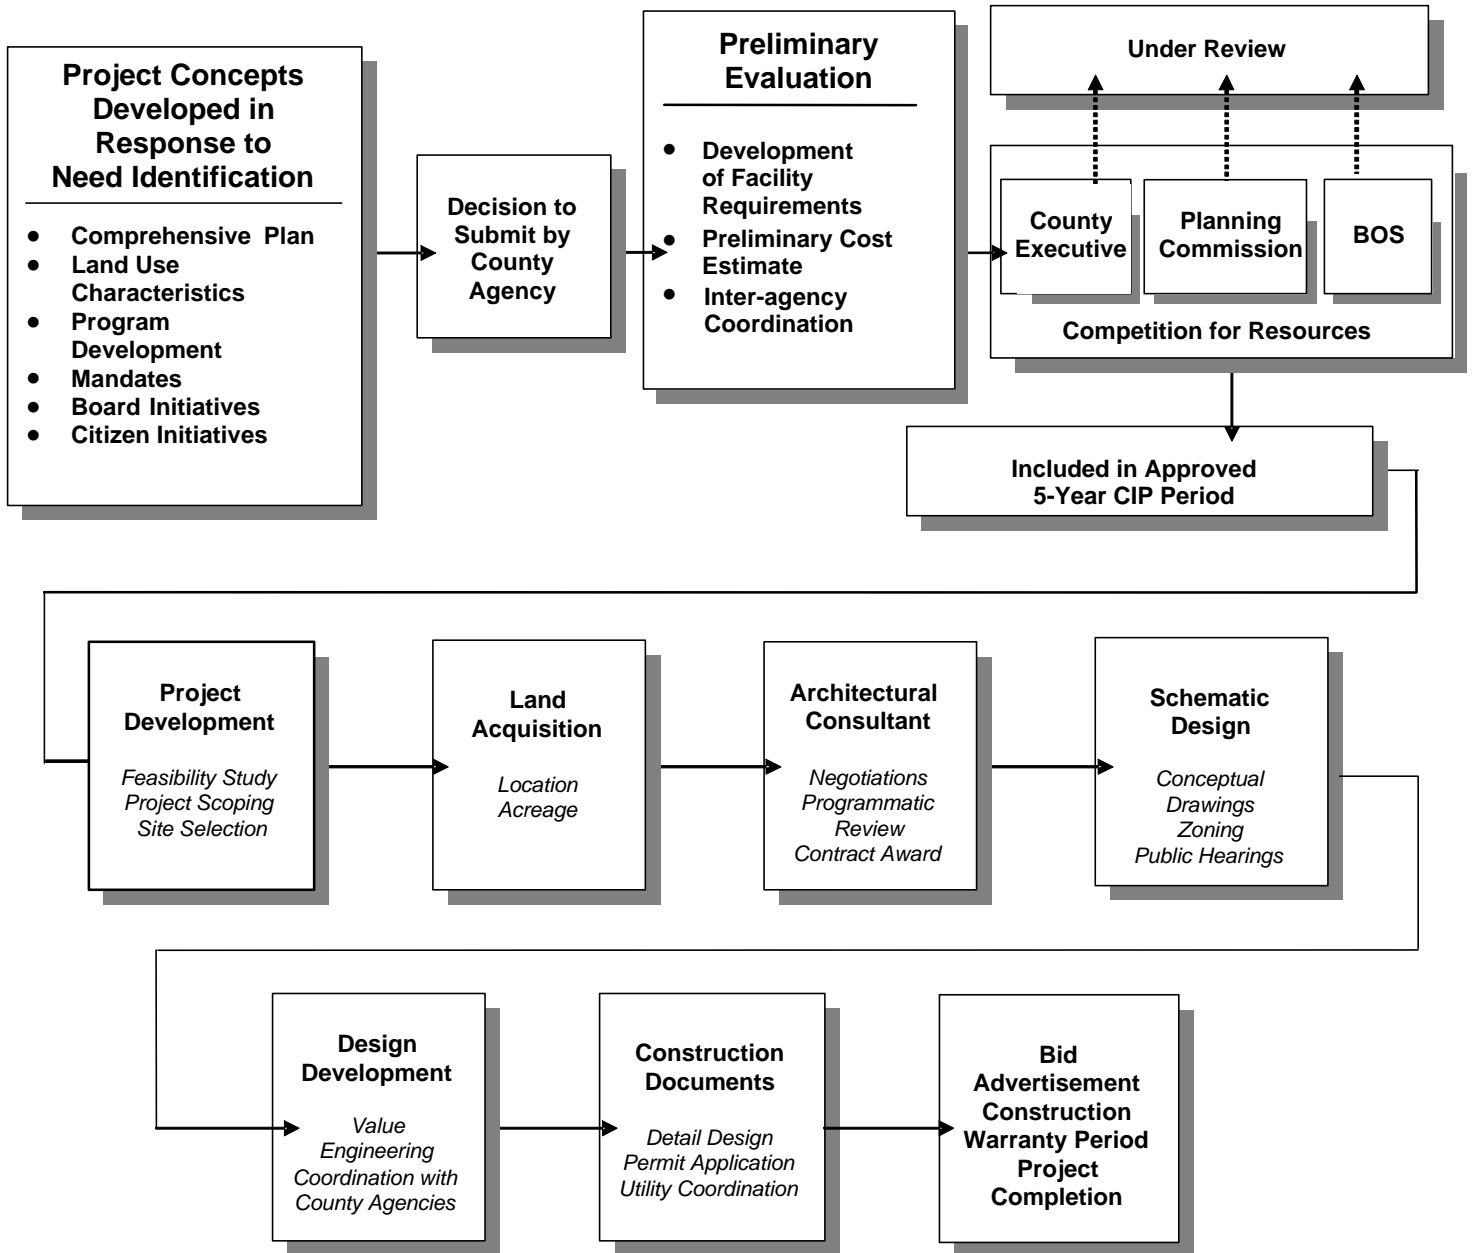 Project Concepts
Developed in
Response to
Need Identification
● Comprehensive Plan
● Land Use
Characteristics
● Program
Development
● Mandates
● Board Initiatives
● Citizen Initiatives
Decision to
Submit by
County
Agency
Preliminary
Evaluation
● Development
of Facility
Requirements
● Preliminary Cost
Estimate
● Inter-agency
Coordination
Under Review
County
Executive
Planning
Commission
BOS
Competition for Resources
Included in Approved
5-Year CIP Period
Project
Development
Feasibility Study
Project Scoping
Site Selection
Land
Acquisition
Location
Acreage
Architectural
Consultant
Negotiations
Programmatic
Review
Contract Award
Schematic
Design
Conceptual
Drawings
Zoning
Public Hearings
Design
Development
Value
Engineering
Coordination with
County Agencies
Construction
Documents
Detail Design
Permit Application
Utility Coordination
Bid
Advertisement
Construction
Warranty Period
Project
Completion